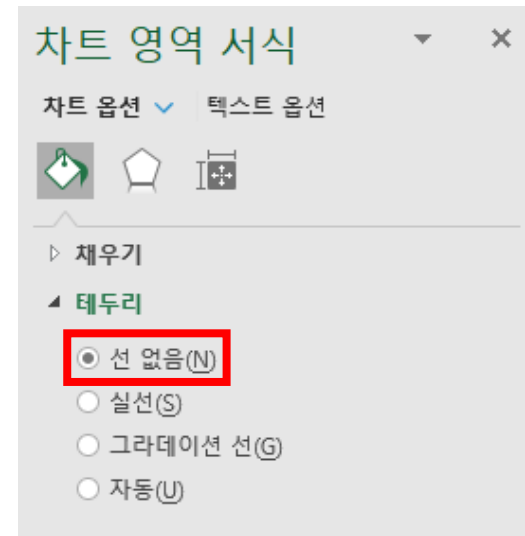 차트 영역 서식
차트 옵션 텍스트 옵션
채우기
테두리
선 없음(N)
실선(S)
그라데이션 선(G)
자동(U)